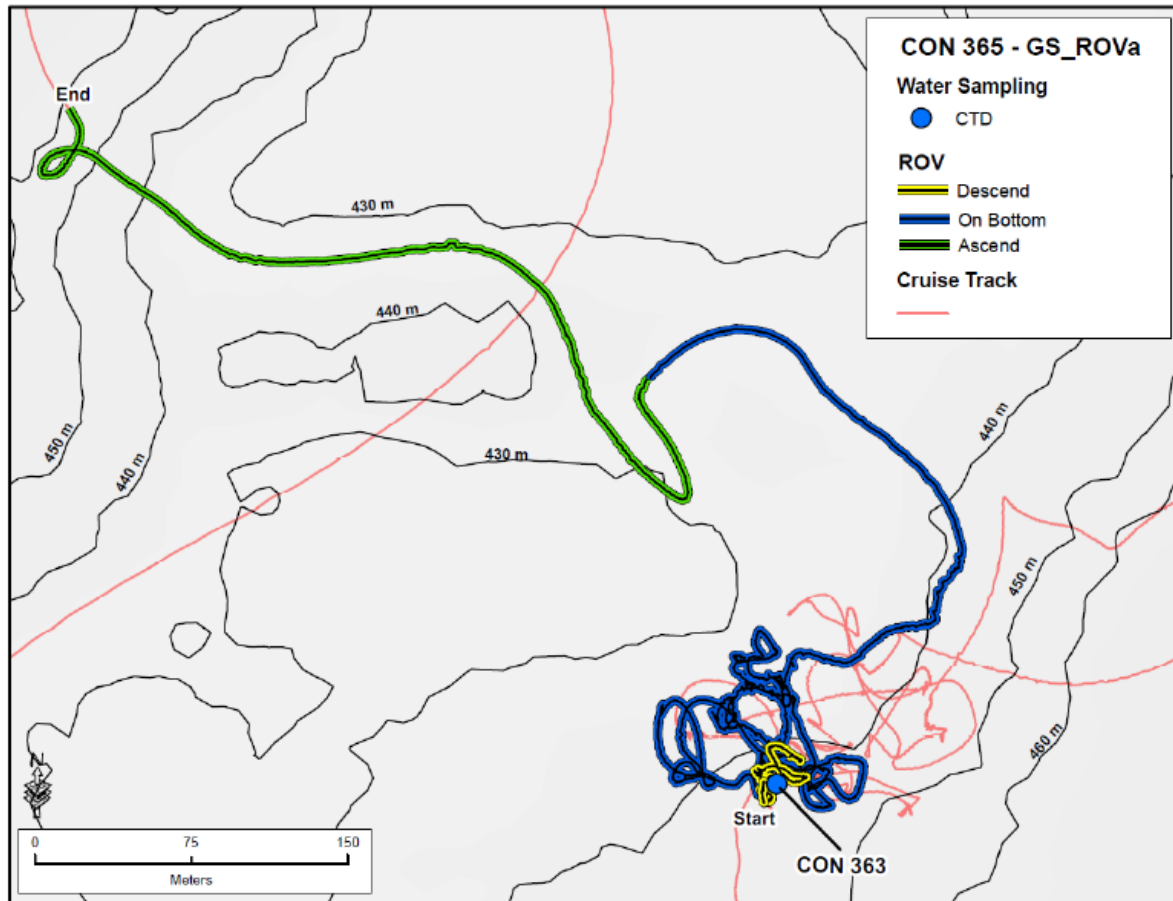 CON 365 - GS_ROVa
Water Sampling
CTD
ROV
Descend
On Bottom
Ascend
Cruise Track
End
430 m
440 m
450 m
440 m
430 m
440 m
450 m
460 m
Start
CON 363
N
0 75 150
Meters